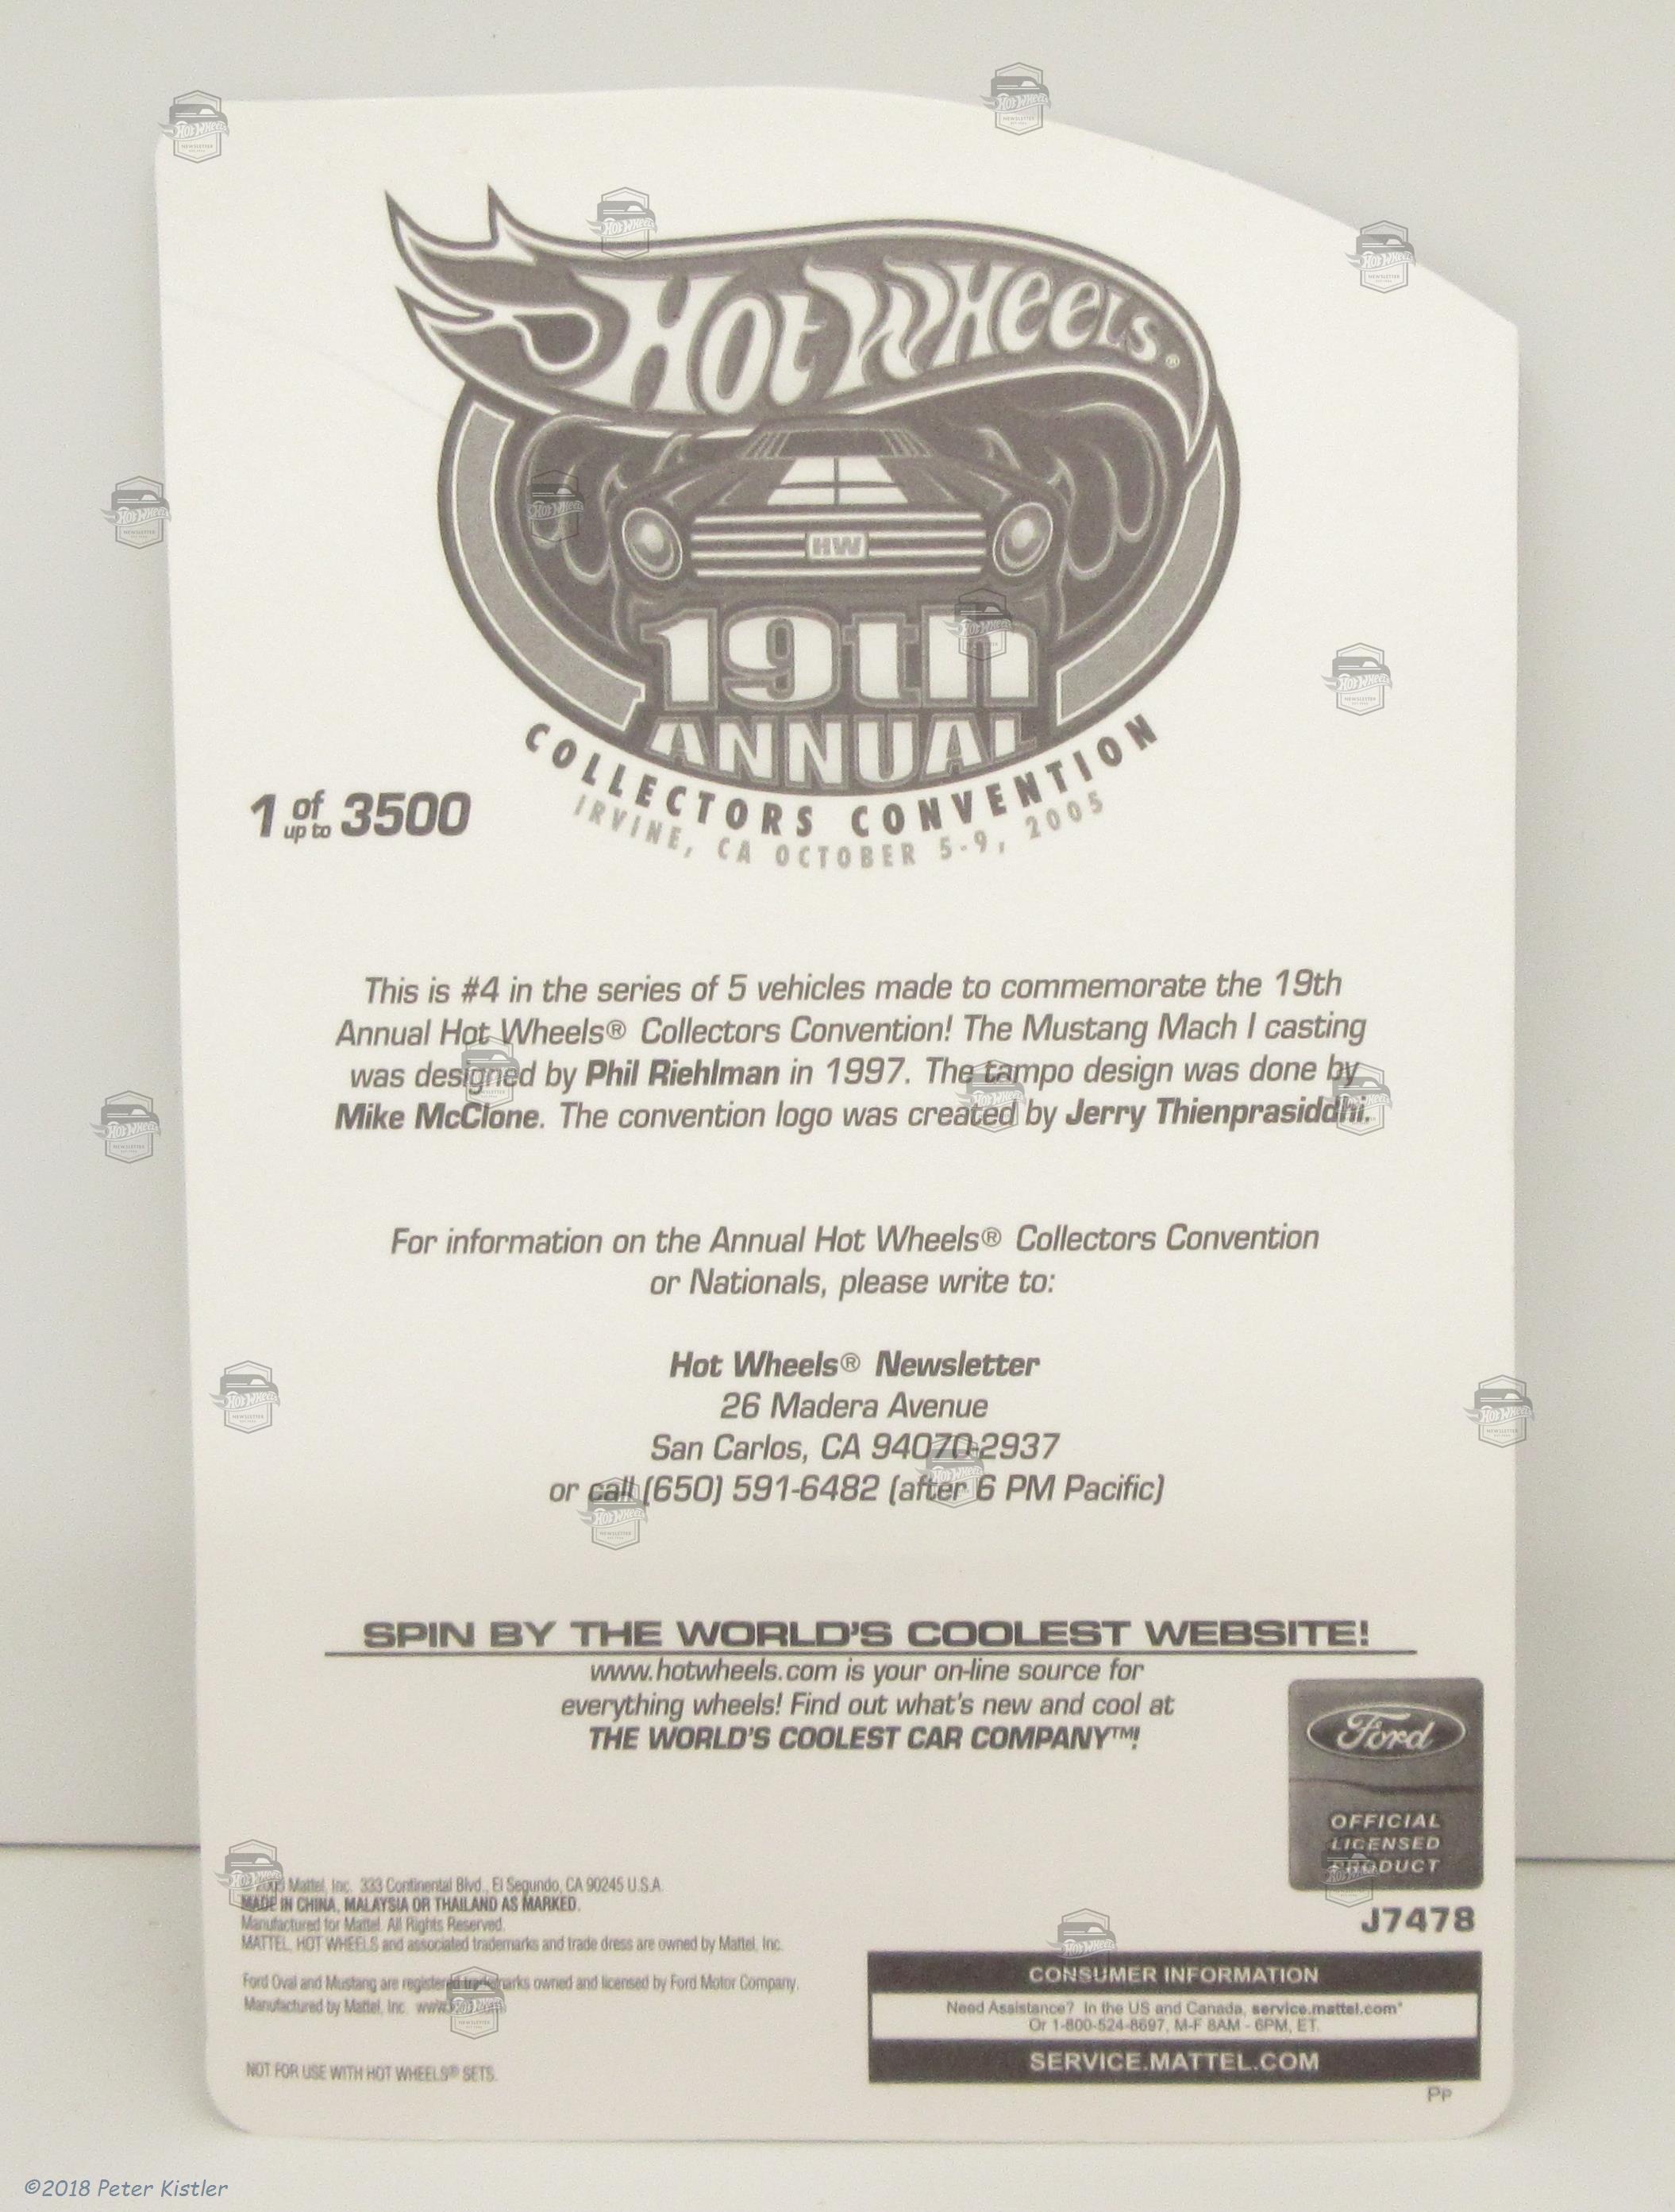 Hot Wheels®
HW
19th
ANNUAL
COLLECTORS CONVENTION
IRVINE, CA OCTOBER 5-9, 2005
1 of up to 3500
This is #4 in the series of 5 vehicles made to commemorate the 19th
Annual Hot Wheels® Collectors Convention! The Mustang Mach I casting
was designed by Phil Riehlman in 1997. The tampo design was done by
Mike McClone. The convention logo was created by Jerry Thienprasiddhi.
For information on the Annual Hot Wheels® Collectors Convention
or Nationals, please write to:
Hot Wheels® Newsletter
26 Madera Avenue
San Carlos, CA 94070-2937
or call (650) 591-6482 (after 6 PM Pacific)
SPIN BY THE WORLD'S COOLEST WEBSITE!
www.hotwheels.com is your on-line source for
everything wheels! Find out what's new and cool at
THE WORLD'S COOLEST CAR COMPANY™!
Ford
OFFICIAL
LICENSED
PRODUCT
J7478
2005 Mattel, Inc. 333 Continental Blvd., El Segundo, CA 90245 U.S.A.
MADE IN CHINA, MALAYSIA OR THAILAND AS MARKED.
Manufactured for Mattel. All Rights Reserved.
MATTEL, HOT WHEELS and associated trademarks and trade dress are owned by Mattel, Inc.
Ford Oval and Mustang are registered trademarks owned and licensed by Ford Motor Company.
Manufactured by Mattel, Inc.
NOT FOR USE WITH HOT WHEELS® SETS.
CONSUMER INFORMATION
Need Assistance? In the US and Canada, service.mattel.com*
Or 1-800-524-8697, M-F 8AM - 6PM, ET.
SERVICE.MATTEL.COM
PP
©2018 Peter Kistler